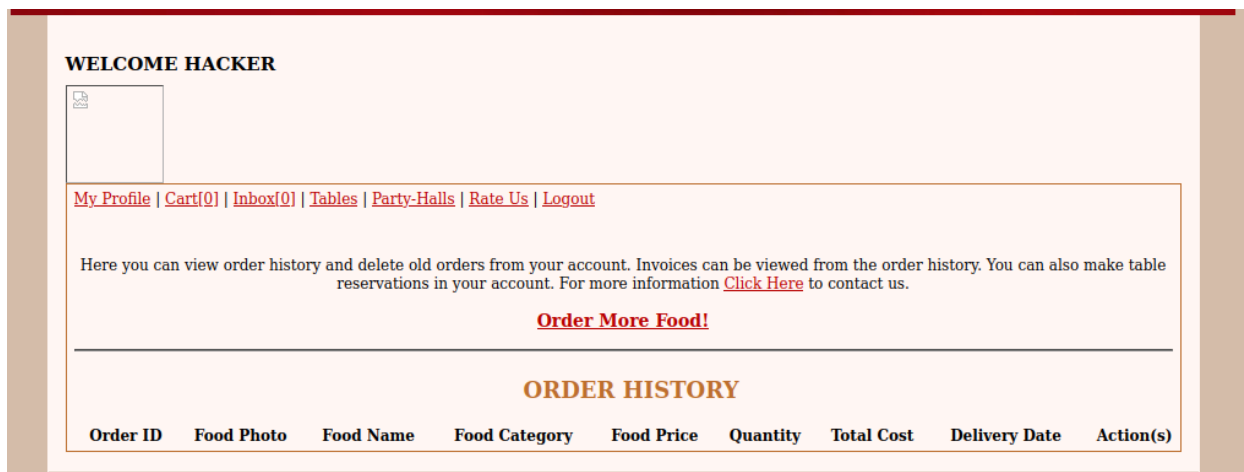 WELCOME HACKER
My Profile | Cart[0] | Inbox[0] | Tables | Party-Halls | Rate Us | Logout
Here you can view order history and delete old orders from your account. Invoices can be viewed from the order history. You can also make table
reservations in your account. For more information Click Here to contact us.
Order More Food!
ORDER HISTORY
Order ID Food Photo Food Name Food Category Food Price Quantity Total Cost Delivery Date Action(s)